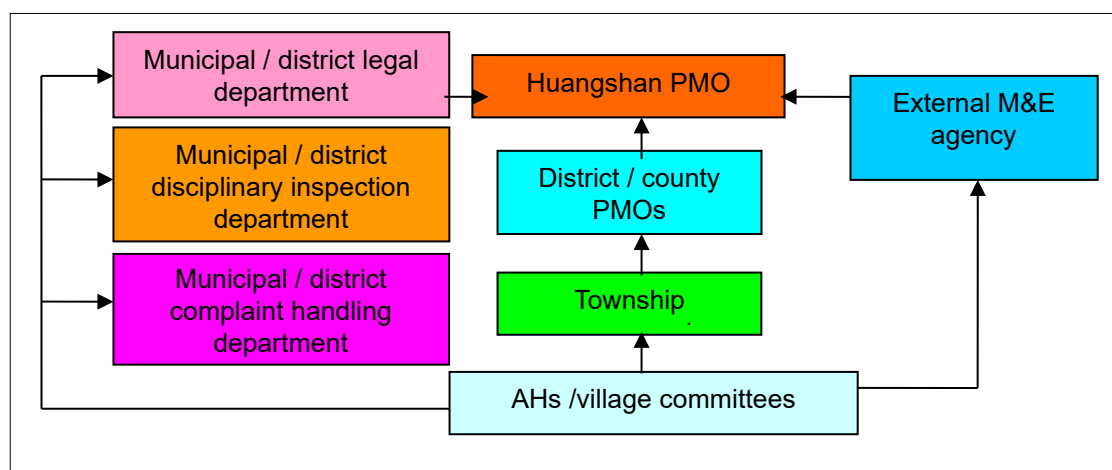 Municipal / district legal
department
Huangshan PMO
External M&E
agency
Municipal / district
disciplinary inspection
department
District / county
PMOs
Municipal / district
complaint handling
department
Township
.
AHs /village committees